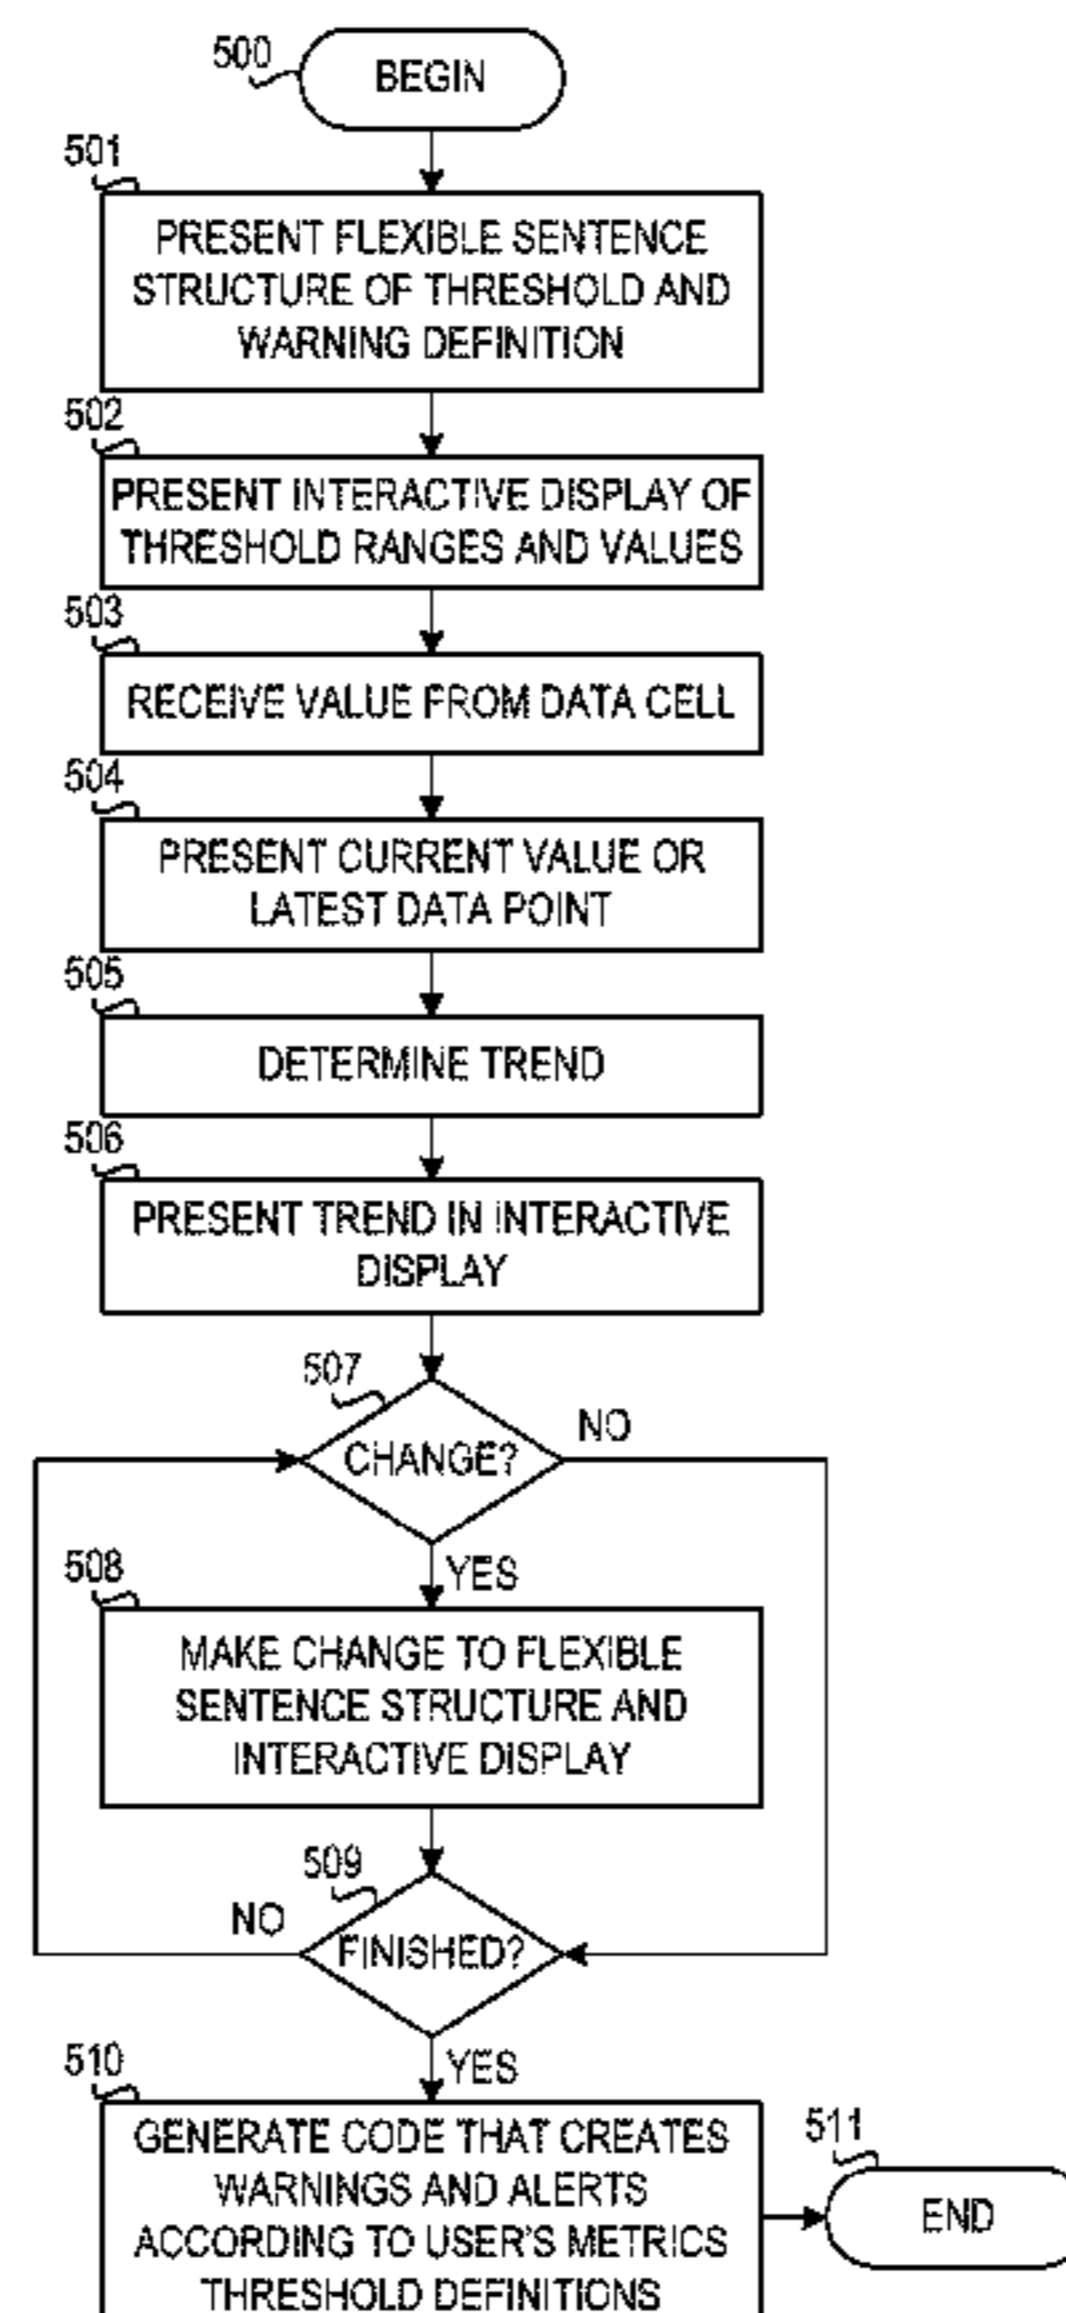 500
BEGIN
501
PRESENT FLEXIBLE SENTENCE
STRUCTURE OF THRESHOLD AND
WARNING DEFINITION
502
PRESENT INTERACTIVE DISPLAY OF
THRESHOLD RANGES AND VALUES
503
RECEIVE VALUE FROM DATA CELL
504
PRESENT CURRENT VALUE OR
LATEST DATA POINT
505
DETERMINE TREND
506
PRESENT TREND IN INTERACTIVE
DISPLAY
507
CHANGE?
NO
YES
508
MAKE CHANGE TO FLEXIBLE
SENTENCE STRUCTURE AND
INTERACTIVE DISPLAY
509
NO
FINISHED?
YES
510
GENERATE CODE THAT CREATES
WARNINGS AND ALERTS
ACCORDING TO USER'S METRICS
THRESHOLD DEFINITIONS
511
END